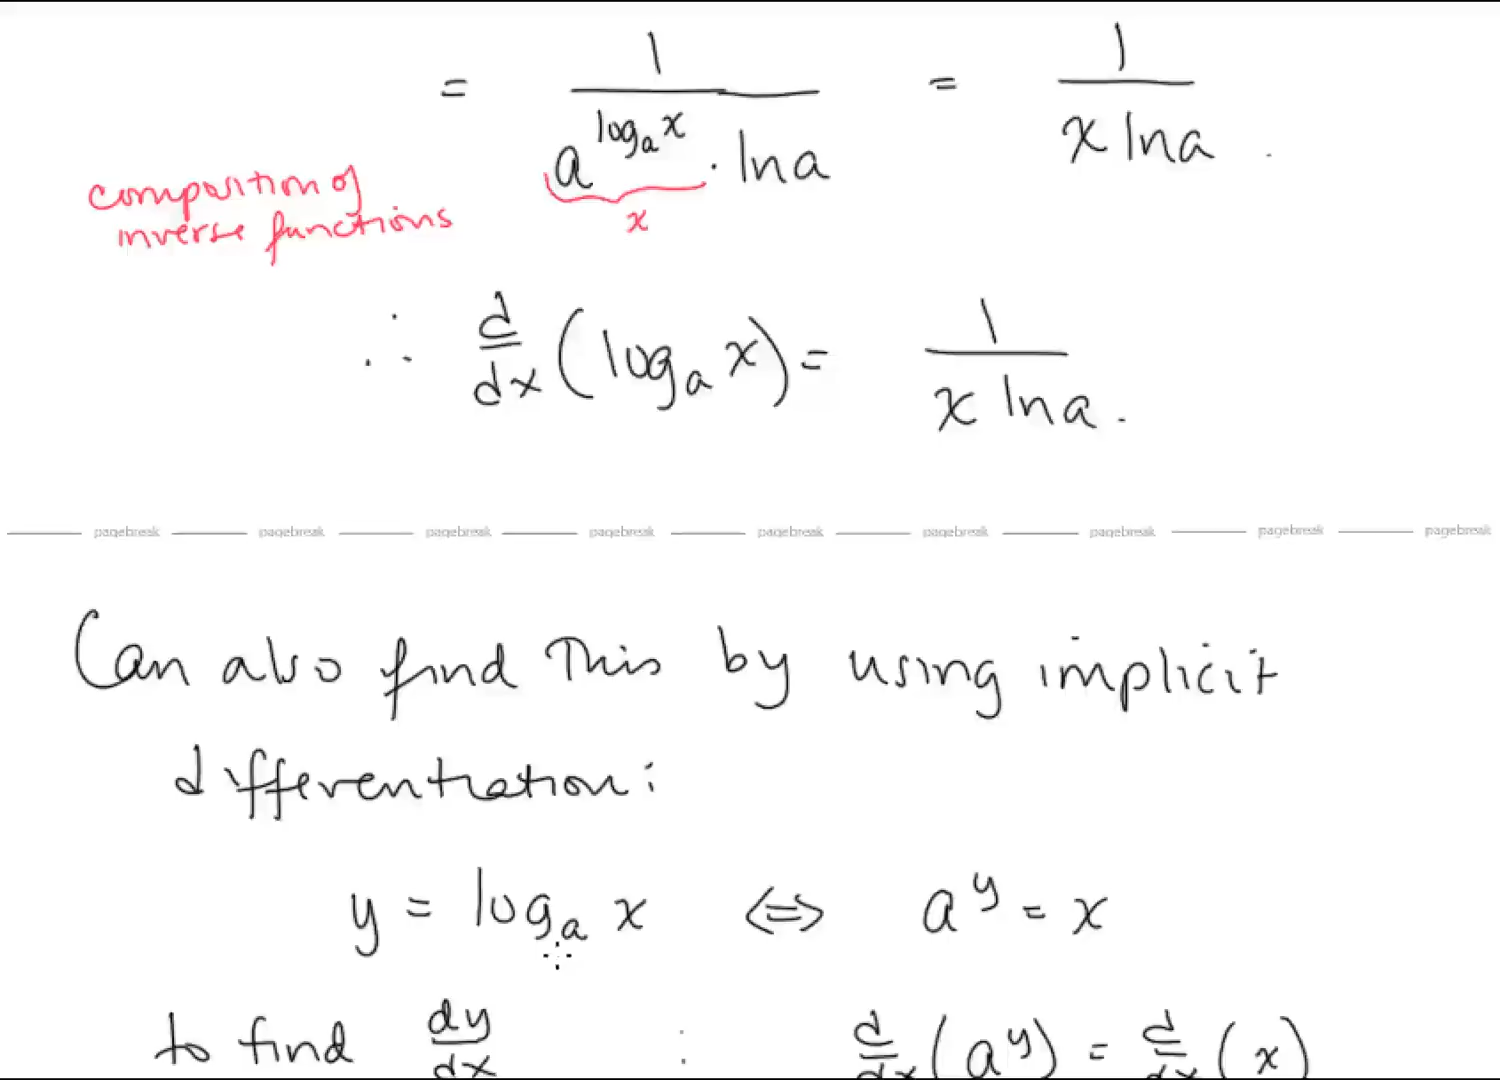 = 1 / (a^(log_a x) · ln a) = 1 / (x ln a) .
composition of
inverse functions
x
∴ d/dx (log_a x) = 1 / (x ln a) .
pagebreak pagebreak pagebreak pagebreak pagebreak pagebreak pagebreak pagebreak pagebreak
Can also find this by using implicit
differentiation:
y = log_a x ⇔ a^y = x
to find dy/dx : d/dx (a^y) = d/dx (x)